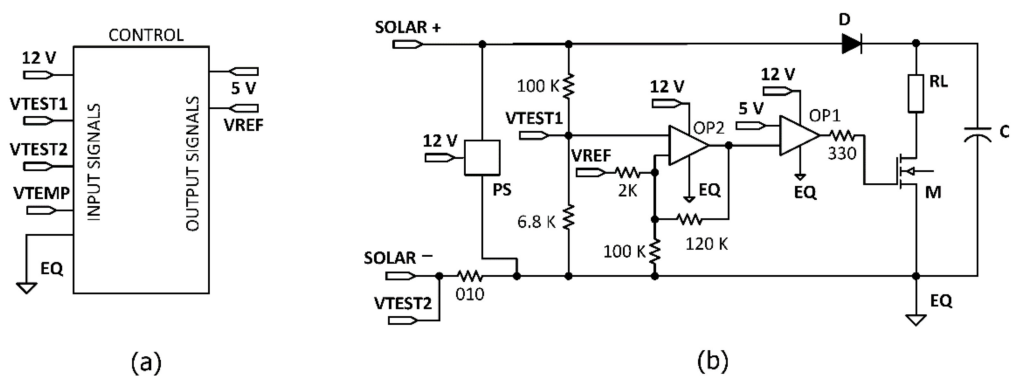 CONTROL
12 V
VTEST1
VTEST2
VTEMP
EQ
INPUT SIGNALS
OUTPUT SIGNALS
5 V
VREF
(a)
SOLAR +
D
100 K
12 V
12 V
RL
VTEST1
OP2
5 V
OP1
C
12 V
VREF
330
PS
2K
EQ
EQ
M
6.8 K
100 K
120 K
SOLAR –
010
VTEST2
EQ
(b)